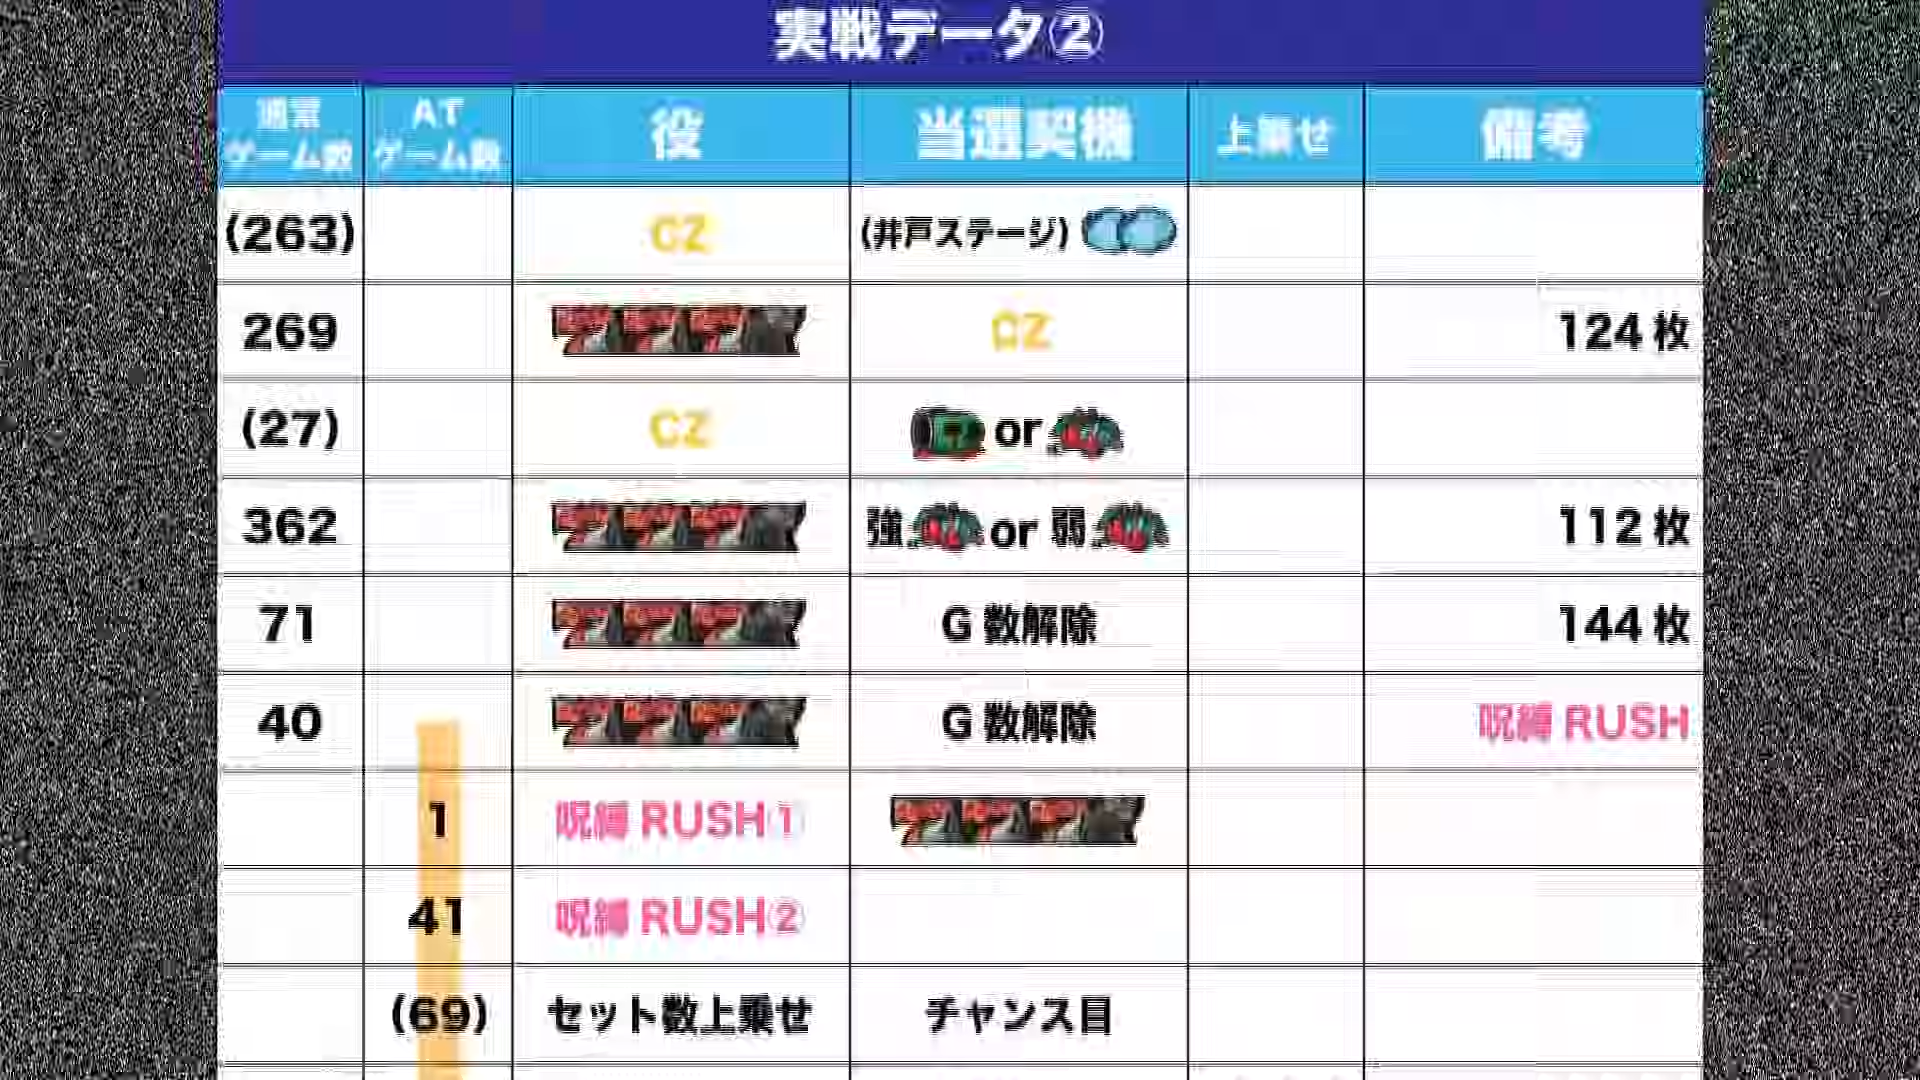 実戦データ②
通常 AT 役 当選契機 上乗せ 備考
ゲーム数 ゲーム数
(263) CZ (井戸ステージ)
269 CZ 124枚
(27) CZ or
362 強 or 弱 112枚
71 G数解除 144枚
40 G数解除 呪縛RUSH
1 呪縛RUSH①
41 呪縛RUSH②
(69) セット数上乗せ チャンス目